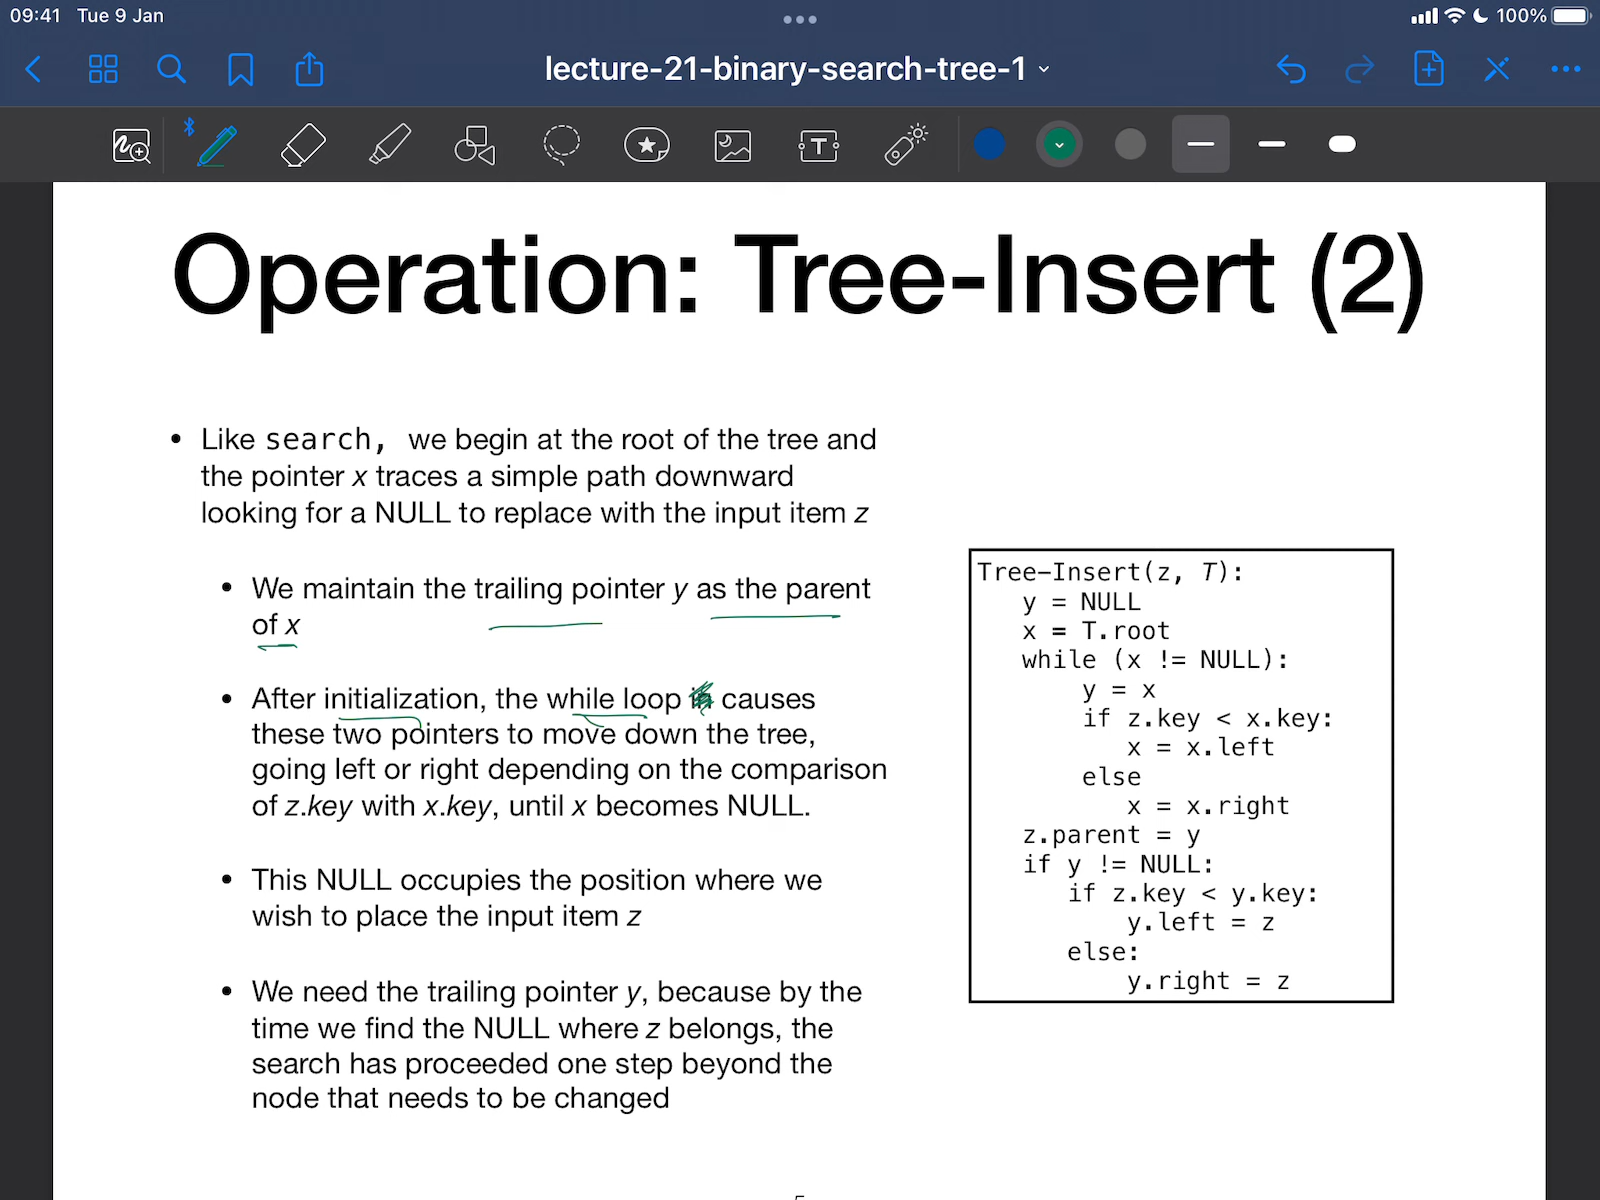 09:41 Tue 9 Jan
100%
lecture-21-binary-search-tree-1
T
Operation: Tree-Insert (2)
• Like search, we begin at the root of the tree and
the pointer x traces a simple path downward
looking for a NULL to replace with the input item z
• We maintain the trailing pointer y as the parent
of x
• After initialization, the while loop causes
these two pointers to move down the tree,
going left or right depending on the comparison
of z.key with x.key, until x becomes NULL.
• This NULL occupies the position where we
wish to place the input item z
• We need the trailing pointer y, because by the
time we find the NULL where z belongs, the
search has proceeded one step beyond the
node that needs to be changed
Tree-Insert(z, T):
y = NULL
x = T.root
while (x != NULL):
y = x
if z.key < x.key:
x = x.left
else
x = x.right
z.parent = y
if y != NULL:
if z.key < y.key:
y.left = z
else:
y.right = z